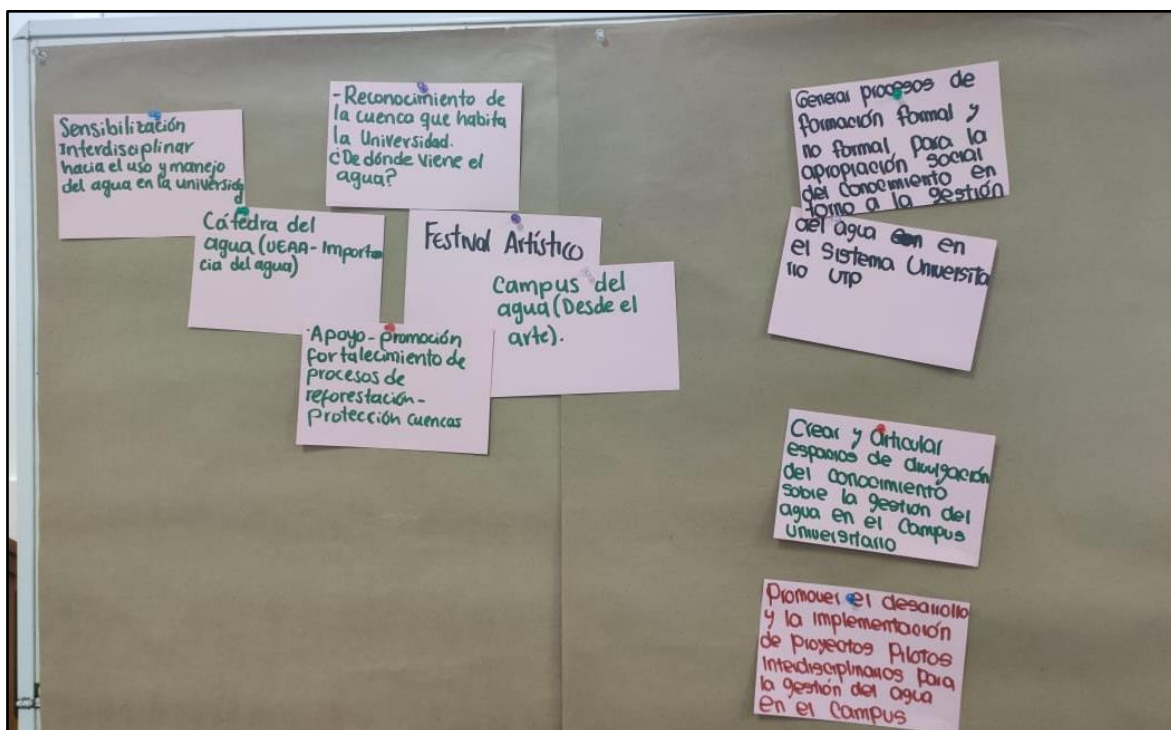 Sensibilización
Interdisciplinar
hacia el uso y manejo
del agua en la universidad
-Reconocimiento de
la cuenca que habita
la Universidad.
¿De dónde viene el
agua?
Cátedra del
agua (UEAA- Importan
cia del agua)
Festival Artístico
Campus del
agua (Desde el
arte).
-Apoyo-promoción
fortalecimiento de
procesos de
reforestación-
Protección cuencas
Generar procesos de
formación formal y
no formal para la
apropiación social
del conocimiento en
torno a la gestión
del agua en
el Sistema Universita
rio UTP
Crear y articular
espacios de divulgación
del conocimiento
sobre la gestión del
agua en el Campus
Universitario
Promover el desarrollo
y la implementación
de Proyectos Pilotos
Interdisciplinarios para
la gestión del agua
en el Campus